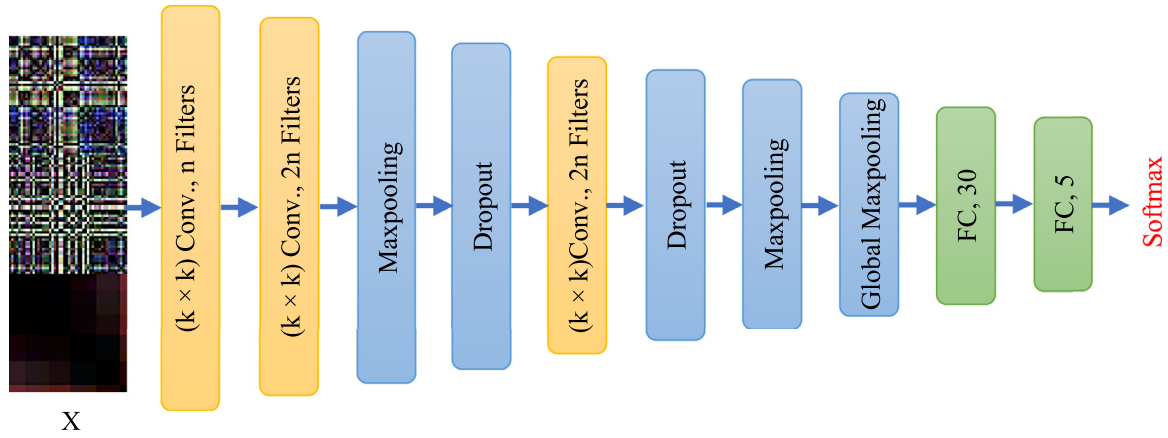 (k × k) Conv., n Filters
(k × k) Conv., 2n Filters
Maxpooling
Dropout
(k × k)Conv., 2n Filters
Dropout
Maxpooling
Global Maxpooling
FC, 30
FC, 5
Softmax
X